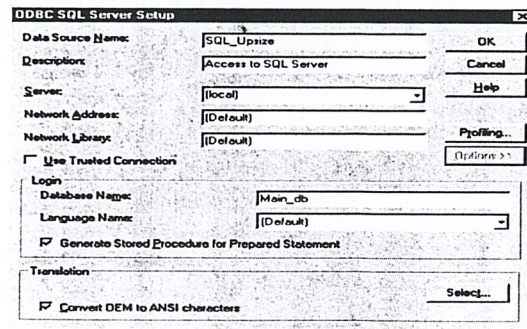 ODBC SQL Server Setup
Data Source Name: SQL_Upsize OK
Description: Access to SQL Server Cancel
Server: (local) Help
Network Address: (Default)
Network Library: (Default) Profiling...
Use Trusted Connection Options >>
Login
Database Name: Main_db
Language Name: (Default)
Generate Stored Procedure for Prepared Statement
Translation
Select...
Convert OEM to ANSI characters